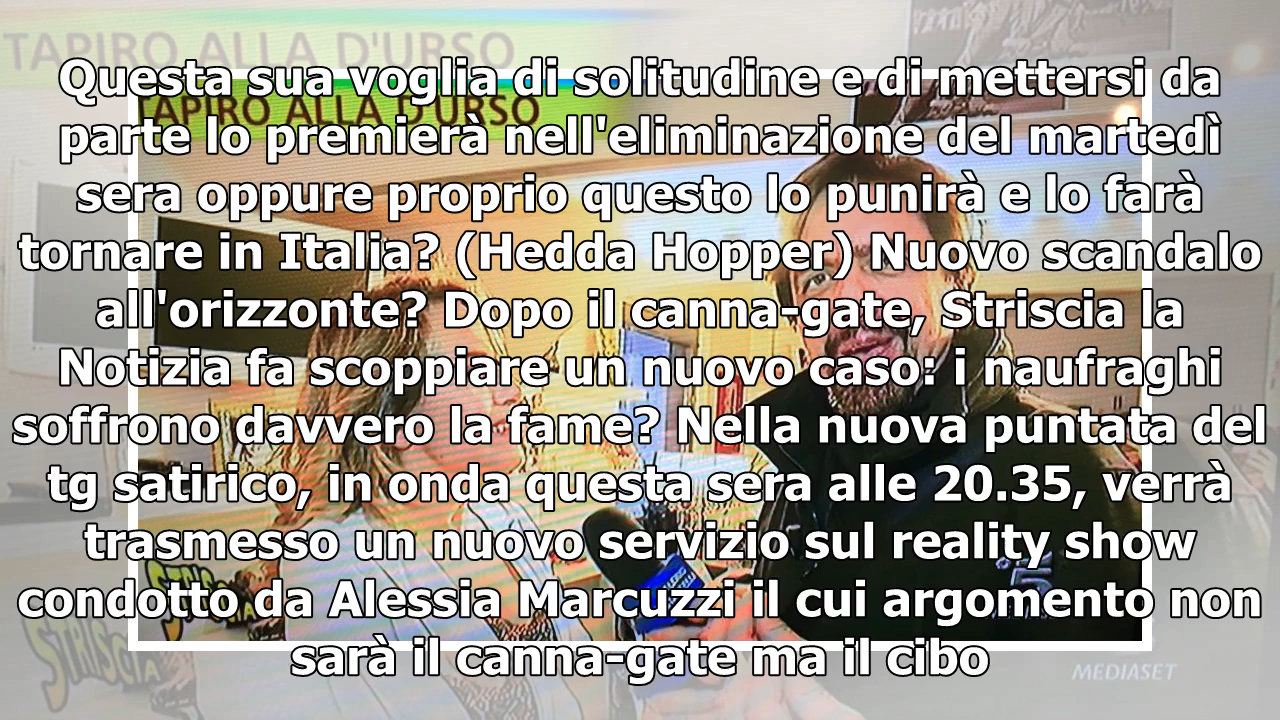 TAPIRO ALLA D'URSO
Questa sua voglia di solitudine e di mettersi da
TAPIRO ALLA D'URSO
parte lo premierà nell'eliminazione del martedì
sera oppure proprio questo lo punirà e lo farà
tornare in Italia? (Hedda Hopper) Nuovo scandalo
all'orizzonte? Dopo il canna-gate, Striscia la
Notizia fa scoppiare un nuovo caso: i naufraghi
soffrono davvero la fame? Nella nuova puntata del
tg satirico, in onda questa sera alle 20.35, verrà
trasmesso un nuovo servizio sul reality show
condotto da Alessia Marcuzzi il cui argomento non
sarà il canna-gate ma il cibo
STRISCIA
MEDIASET